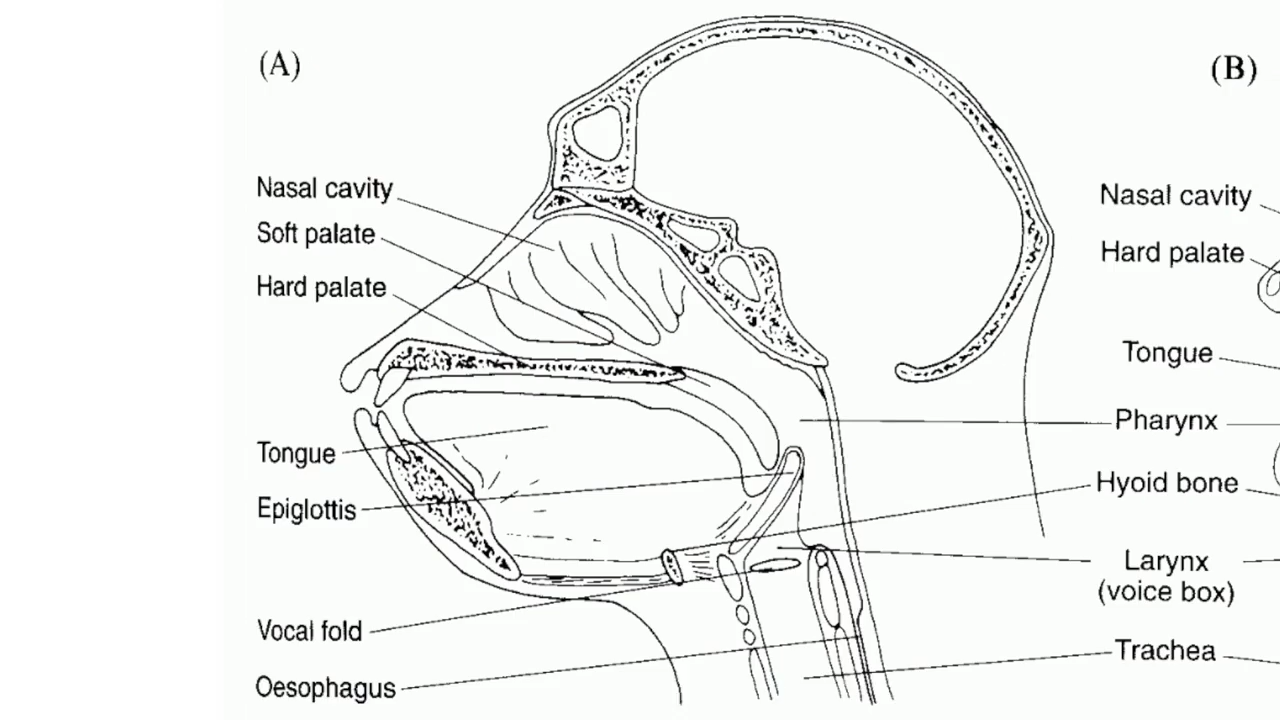 (A)
(B)
Nasal cavity
Soft palate
Hard palate
Tongue
Epiglottis
Vocal fold
Oesophagus
Nasal cavity
Hard palate
Tongue
Pharynx
Hyoid bone
Larynx
(voice box)
Trachea